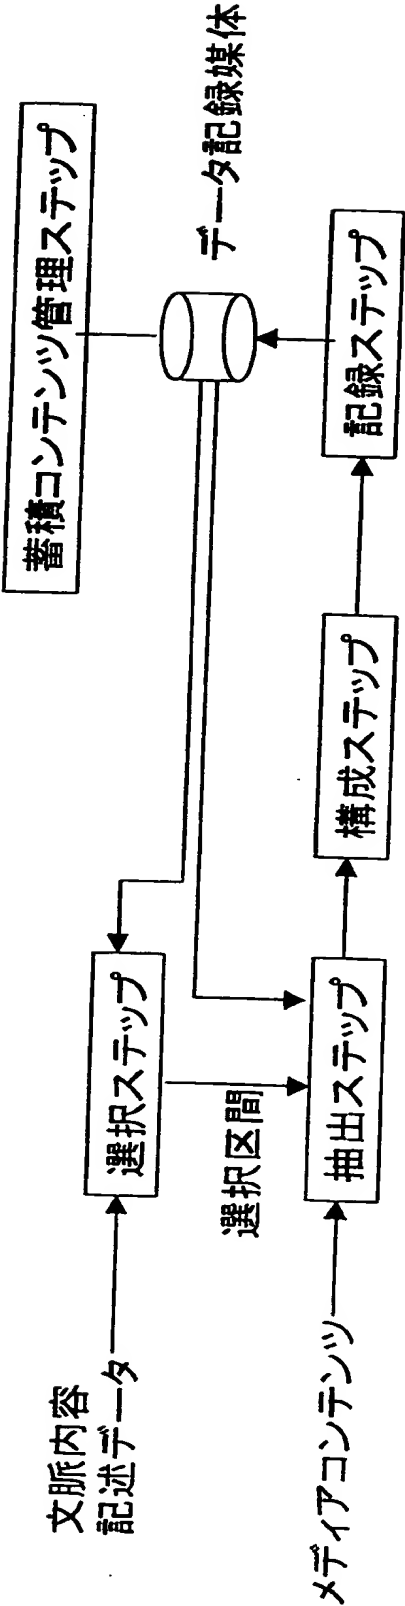 文脈内容
記述データ
選択ステップ
蓄積コンテンツ管理ステップ
選択区間
データ記録媒体
メディアコンテンツ
抽出ステップ
構成ステップ
記録ステップ